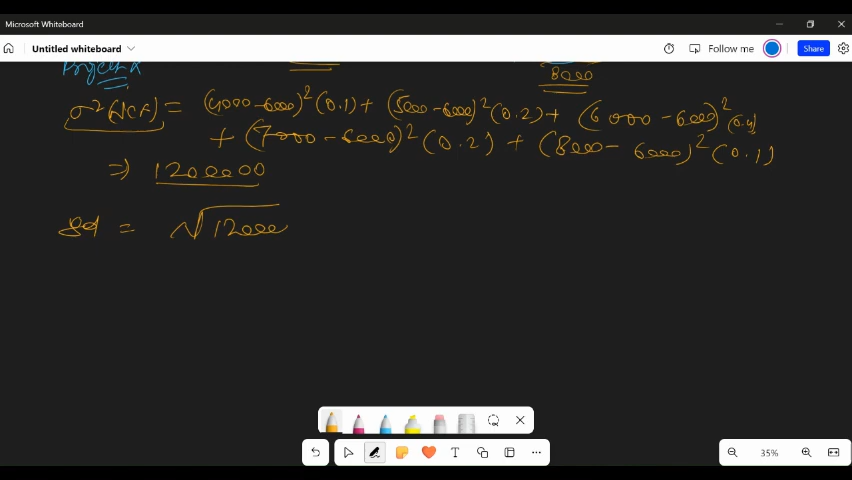 Microsoft Whiteboard
Untitled whiteboard
Follow me
Share
Project X
8000
σ²(NCF) = (4000-6000)²(0.1) + (5000-6000)²(0.2) + (6000-6000)²(0.4)
+ (7000-6000)²(0.2) + (8000-6000)²(0.1)
⇒ 1200000
Sd = √12000
35%